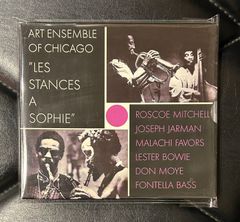 ART ENSEMBLE
OF CHICAGO
"LES
STANCES
A
SOPHIE"
ROSCOE MITCHELL
JOSEPH JARMAN
MALACHI FAVORS
LESTER BOWIE
DON MOYE
FONTELLA BASS